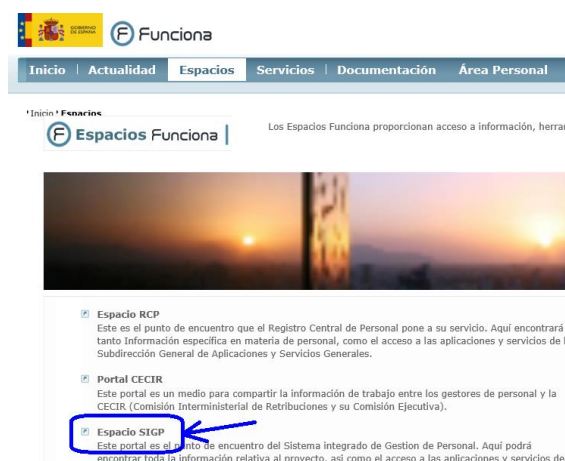 GOBIERNO
DE ESPAÑA
F Funciona
Inicio Actualidad Espacios Servicios Documentación Área Personal
Inicio Espacios
F Espacios Funciona
Los Espacios Funciona proporcionan acceso a información,
Espacio RCP
Este es el punto de encuentro que el Registro Central de Personal pone a su servicio. Aquí encontrará
tanto Información específica en materia de personal, como el acceso a las aplicaciones y servicios de
Subdirección General de Aplicaciones y Servicios Generales.
Portal CECIR
Este portal es un medio para compartir la información de trabajo entre los gestores de personal y la
CECIR (Comisión Interministerial de Retribuciones y su Comisión Ejecutiva).
Espacio SIGP
Este portal es el punto de encuentro del Sistema integrado de Gestion de Personal. Aquí podrá
encontrar toda la información relativa al proyecto, asi como el acceso a las aplicaciones y servicios de